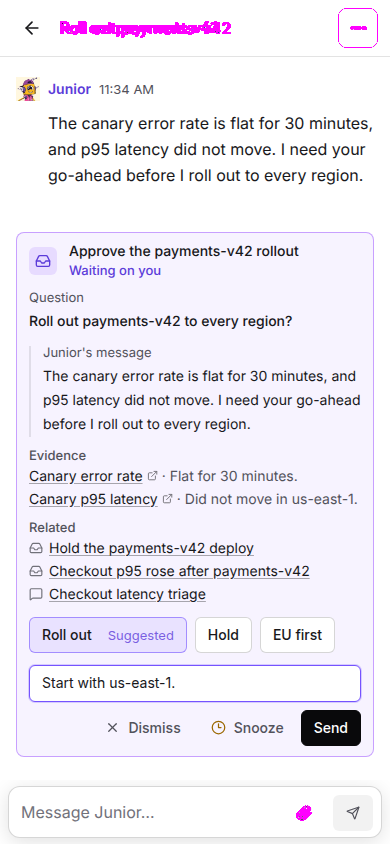 Junior 11:34 AM
The canary error rate is flat for 30 minutes,
and p95 latency did not move. I need your
go-ahead before I roll out to every region.
Approve the payments-v42 rollout
Waiting on you
Question
Roll out payments-v42 to every region?
Junior's message
The canary error rate is flat for 30 minutes, and
p95 latency did not move. I need your go-ahead
before I roll out to every region.
Evidence
Canary error rate · Flat for 30 minutes.
Canary p95 latency · Did not move in us-east-1.
Related
Hold the payments-v42 deploy
Checkout p95 rose after payments-v42
Checkout latency triage
Roll out Suggested Hold EU first
Start with us-east-1.
Dismiss Snooze Send
Message Junior...